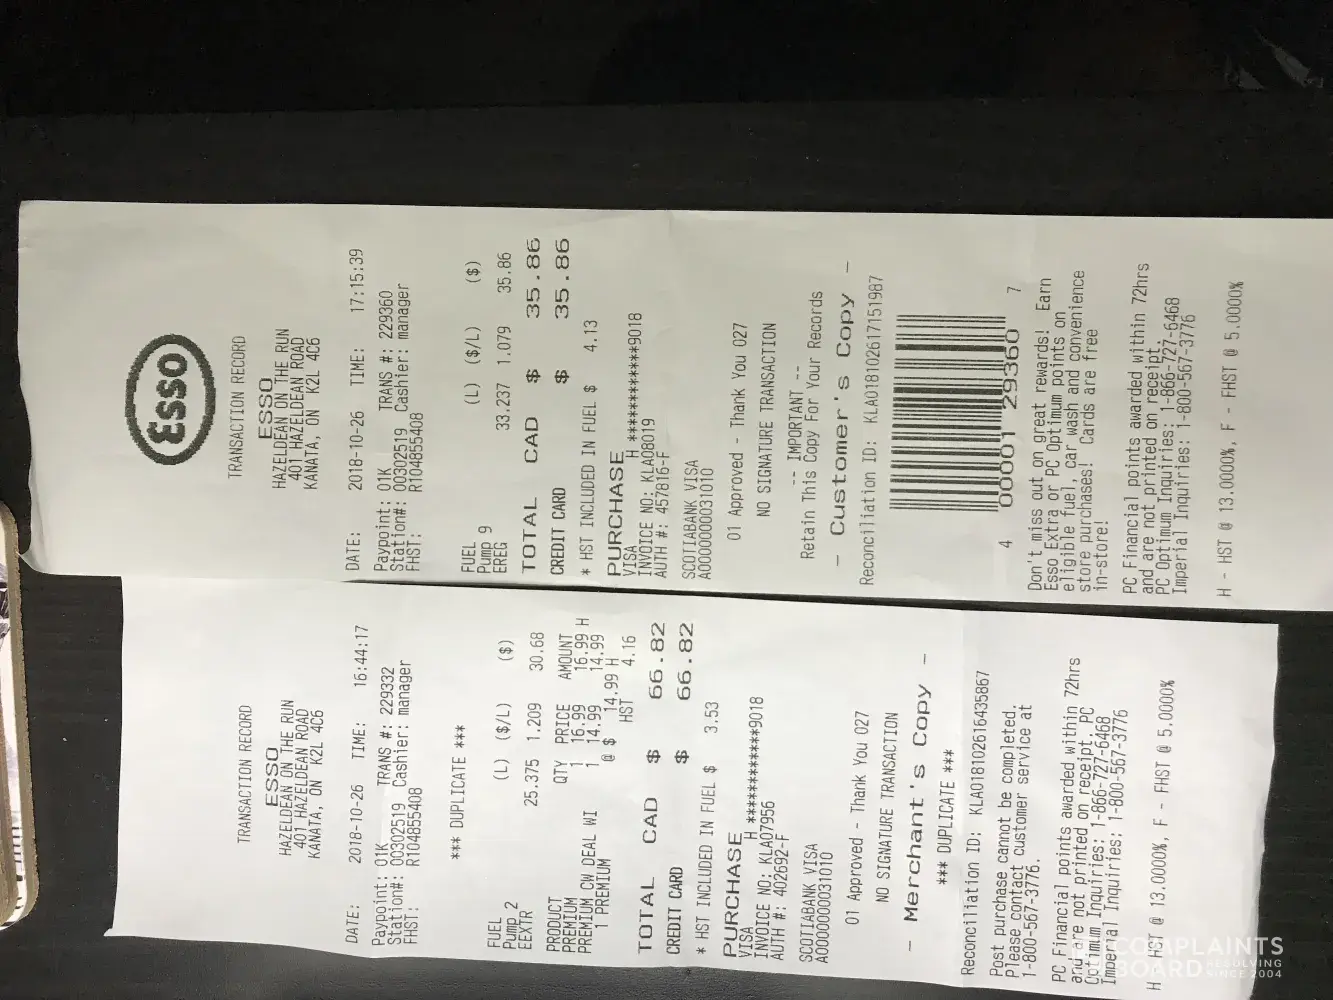 Esso
TRANSACTION RECORD
ESSO
HAZELDEAN ON THE RUN
401 HAZELDEAN ROAD
KANATA, ON K2L 4C6
DATE: 2018-10-26 TIME: 17:15:39
Paypoint: 01K TRANS #: 229360
Station#: 00302519 Cashier: manager
FHST: R104855408
FUEL (L) ($/L) ($)
Pump 9
EREG 33.237 1.079 35.86
TOTAL CAD $ 35.86
CREDIT CARD $ 35.86
* HST INCLUDED IN FUEL $ 4.13
PURCHASE
VISA H ************9018
INVOICE NO: KLA08019
AUTH #: 457816-F
SCOTIABANK VISA
A0000000031010
01 Approved - Thank You 027
NO SIGNATURE TRANSACTION
-- IMPORTANT --
Retain This Copy For Your Records
- Customer's Copy -
Reconciliation ID: KLA018102617151987
4 00001 29360 7
Don't miss out on great rewards! Earn
Esso Extra or PC Optimum points on
eligible fuel, car wash and convenience
store purchases! Cards are free
in-store!
PC Financial points awarded within 72hrs
and are not printed on receipt.
PC Optimum Inquiries: 1-866-727-6468
Imperial Inquiries: 1-800-567-3776
H - HST @ 13.0000%, F - FHST @ 5.0000%
TRANSACTION RECORD
ESSO
HAZELDEAN ON THE RUN
401 HAZELDEAN ROAD
KANATA, ON K2L 4C6
DATE: 2018-10-26 TIME: 16:44:17
Paypoint: 01K TRANS #: 229332
Station#: 00302519 Cashier: manager
FHST: R104855408
*** DUPLICATE ***
FUEL (L) ($/L) ($)
Pump 2
EEXTR 25.375 1.209 30.68
PRODUCT QTY PRICE AMOUNT
PREMIUM 1 16.99 16.99 H
PREMIUM CW DEAL WI 1 14.99 14.99
1 PREMIUM @ $ 14.99 H
HST 4.16
TOTAL CAD $ 66.82
CREDIT CARD $ 66.82
* HST INCLUDED IN FUEL $ 3.53
PURCHASE
VISA H ************9018
INVOICE NO: KLA07956
AUTH #: 402692-F
SCOTIABANK VISA
A0000000031010
01 Approved - Thank You 027
NO SIGNATURE TRANSACTION
- Merchant's Copy -
*** DUPLICATE ***
Reconciliation ID: KLA018102616435867
Post purchase cannot be completed.
Please contact customer service at
1-800-567-3776.
PC Financial points awarded within 72hrs
and are not printed on receipt. PC
Optimum Inquiries: 1-866-727-6468
Imperial Inquiries: 1-800-567-3776
H - HST @ 13.0000%, F - FHST @ 5.0000%
COMPLAINTS
BOARD RESOLVING
SINCE 2004